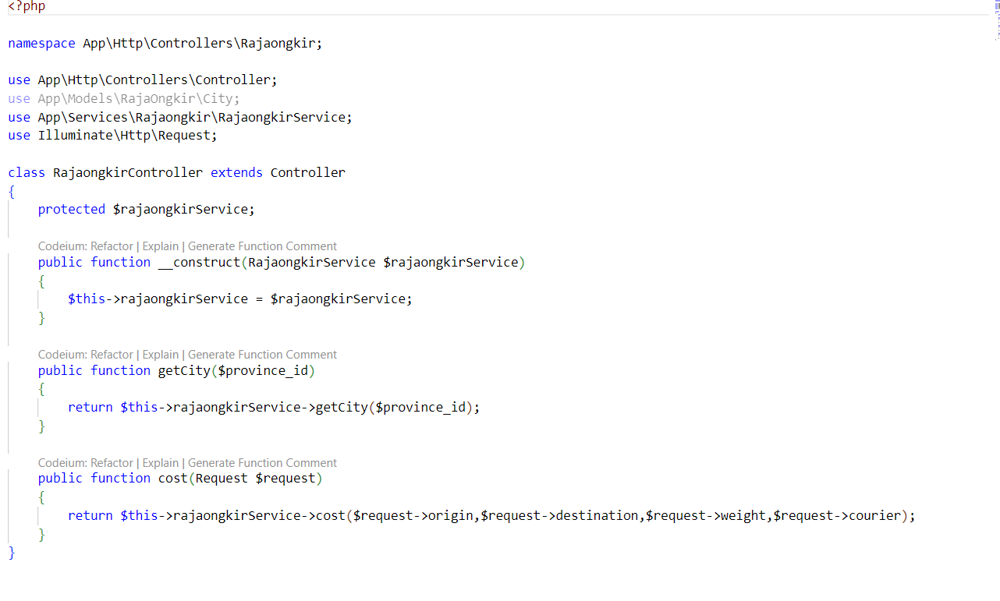 <?php
namespace App\Http\Controllers\Rajaongkir;
use App\Http\Controllers\Controller;
use App\Models\RajaOngkir\City;
use App\Services\Rajaongkir\RajaongkirService;
use Illuminate\Http\Request;
class RajaongkirController extends Controller
{
protected $rajaongkirService;
Codeium: Refactor | Explain | Generate Function Comment
public function __construct(RajaongkirService $rajaongkirService)
{
$this->rajaongkirService = $rajaongkirService;
}
Codeium: Refactor | Explain | Generate Function Comment
public function getCity($province_id)
{
return $this->rajaongkirService->getCity($province_id);
}
Codeium: Refactor | Explain | Generate Function Comment
public function cost(Request $request)
{
return $this->rajaongkirService->cost($request->origin,$request->destination,$request->weight,$request->courier);
}
}